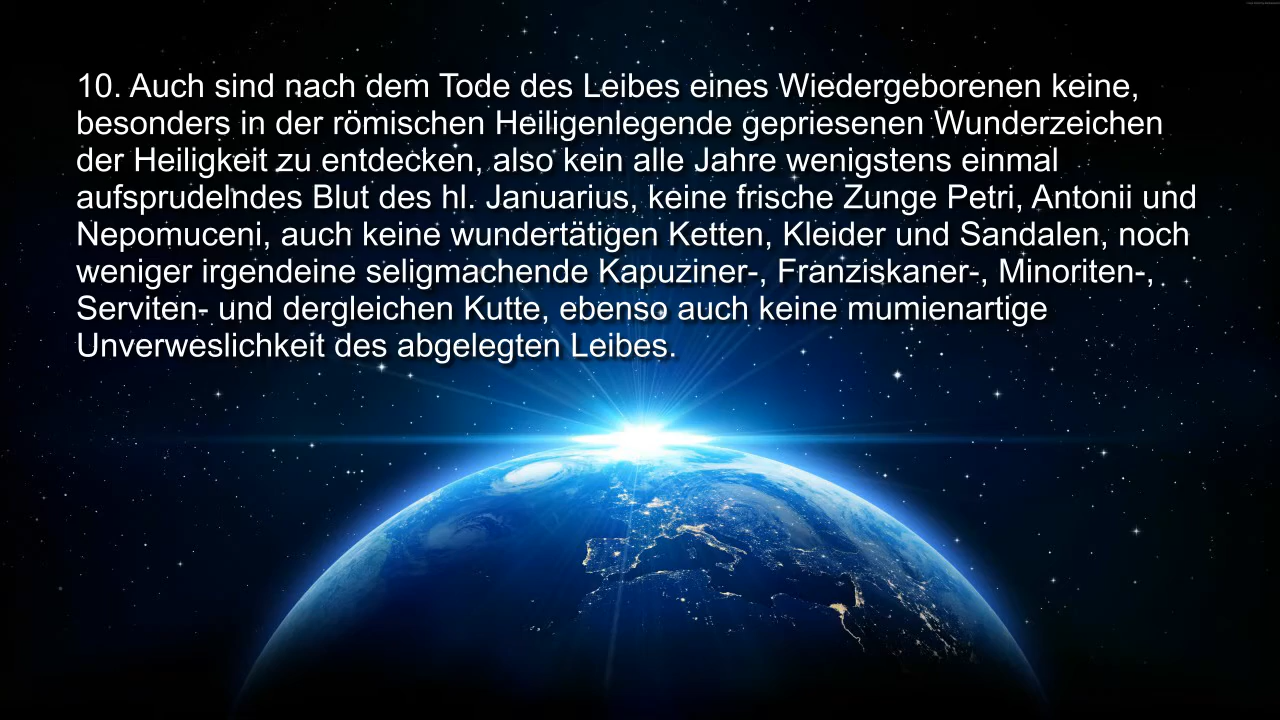 10. Auch sind nach dem Tode des Leibes eines Wiedergeborenen keine,
besonders in der römischen Heiligenlegende gepriesenen Wunderzeichen
der Heiligkeit zu entdecken, also kein alle Jahre wenigstens einmal
aufsprudelndes Blut des hl. Januarius, keine frische Zunge Petri, Antonii und
Nepomuceni, auch keine wundertätigen Ketten, Kleider und Sandalen, noch
weniger irgendeine seligmachende Kapuziner-, Franziskaner-, Minoriten-,
Serviten- und dergleichen Kutte, ebenso auch keine mumienartige
Unverweslichkeit des abgelegten Leibes.